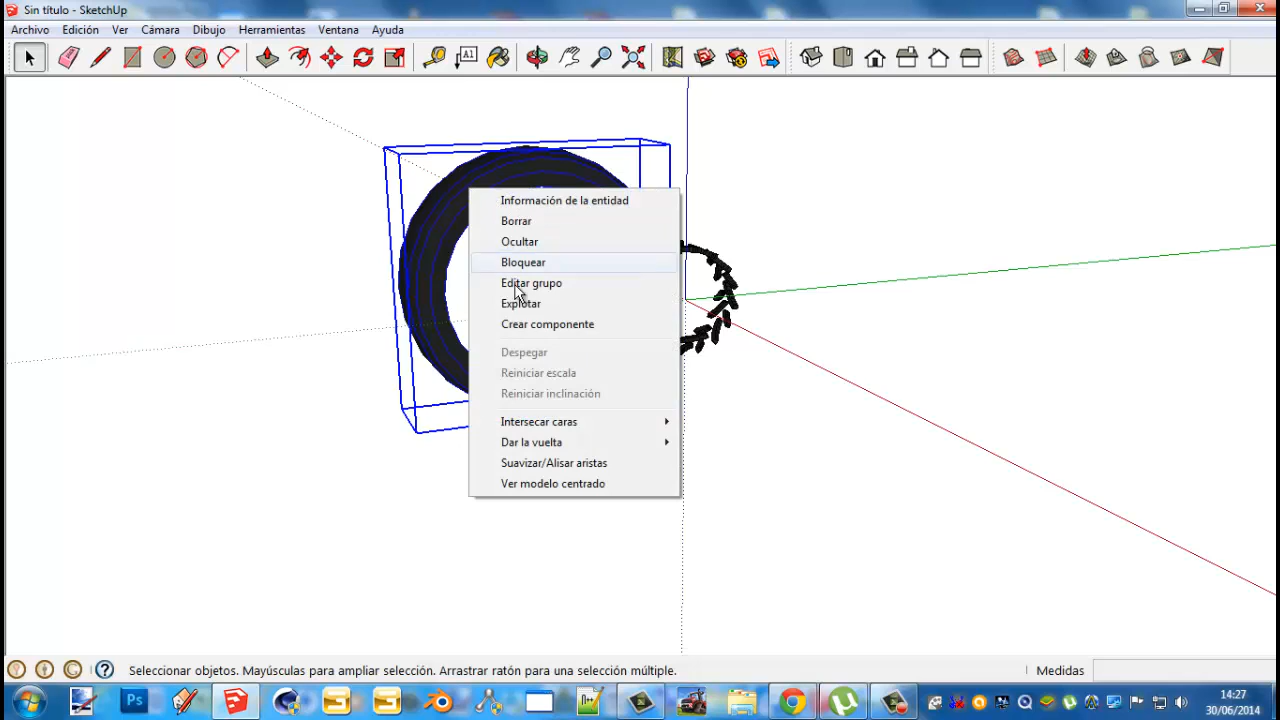 Sin título - SketchUp
Archivo Edición Ver Cámara Dibujo Herramientas Ventana Ayuda
A1
Información de la entidad
Borrar
Ocultar
Bloquear
Editar grupo
Explotar
Crear componente
Despegar
Reiniciar escala
Reiniciar inclinación
Intersecar caras
Dar la vuelta
Suavizar/Alisar aristas
Ver modelo centrado
Seleccionar objetos. Mayúsculas para ampliar selección. Arrastrar ratón para una selección múltiple.
Medidas
Ps
14:27
30/06/2014